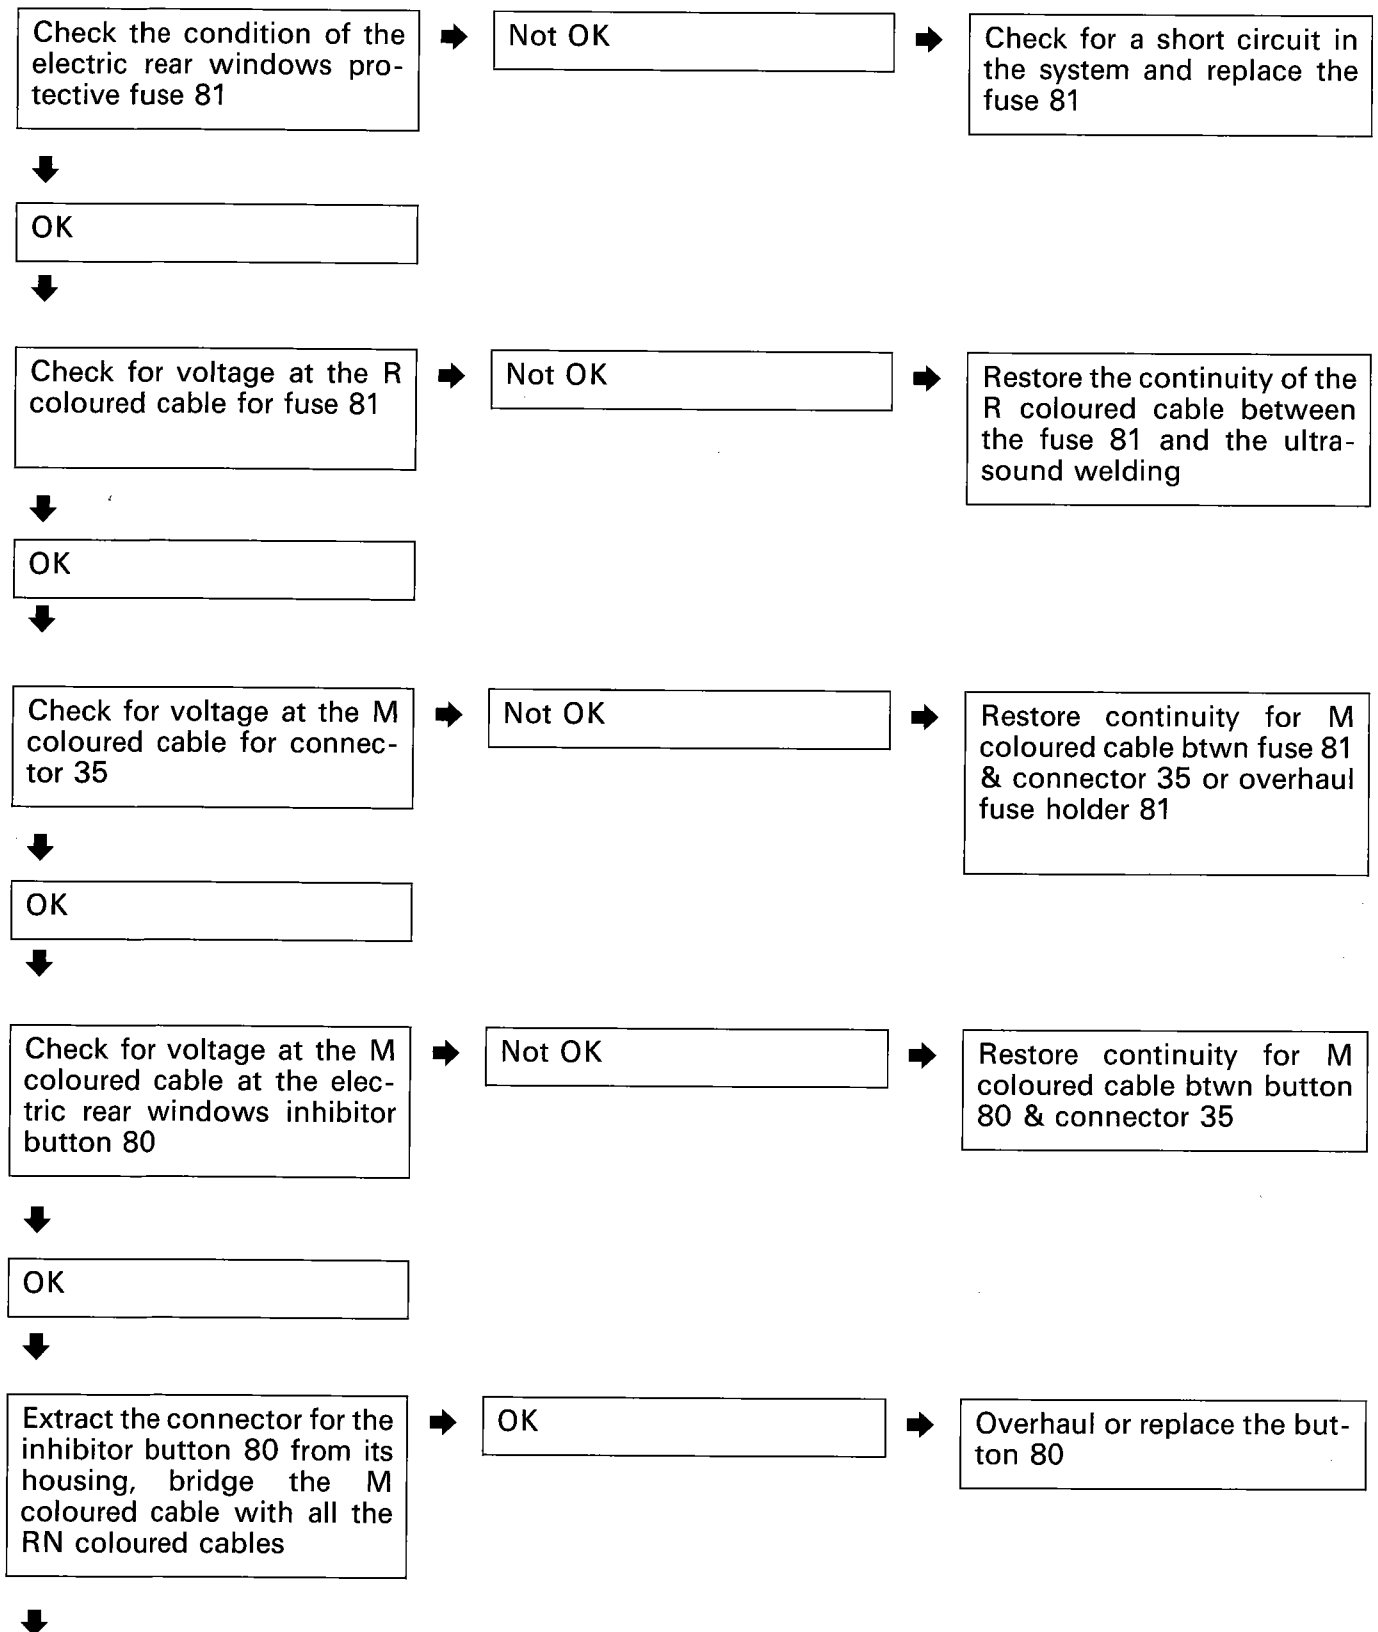 Check the condition of the
electric rear windows pro-
tective fuse 81
Not OK
Check for a short circuit in
the system and replace the
fuse 81
OK
Check for voltage at the R
coloured cable for fuse 81
Not OK
Restore the continuity of the
R coloured cable between
the fuse 81 and the ultra-
sound welding
OK
Check for voltage at the M
coloured cable for connec-
tor 35
Not OK
Restore continuity for M
coloured cable btwn fuse 81
& connector 35 or overhaul
fuse holder 81
OK
Check for voltage at the M
coloured cable at the elec-
tric rear windows inhibitor
button 80
Not OK
Restore continuity for M
coloured cable btwn button
80 & connector 35
OK
Extract the connector for the
inhibitor button 80 from its
housing, bridge the M
coloured cable with all the
RN coloured cables
OK
Overhaul or replace the but-
ton 80